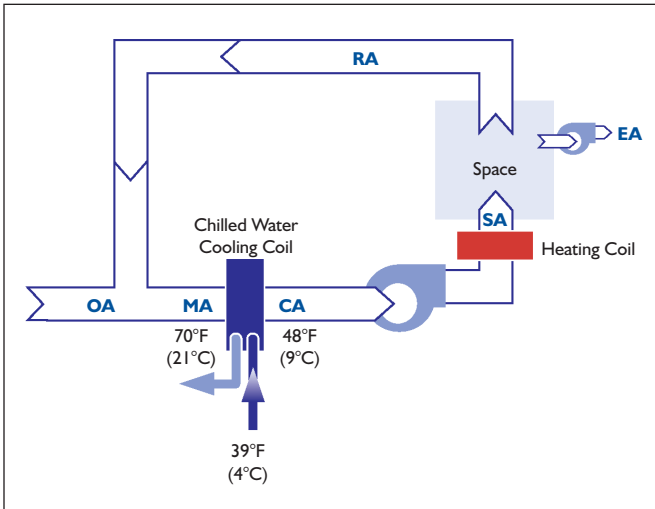 RA
EA
Space
SA
Chilled Water
Cooling Coil
Heating Coil
OA
MA
CA
70°F
(21°C)
48°F
(9°C)
39°F
(4°C)